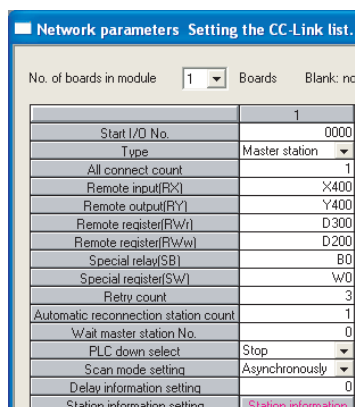 Network parameters Setting the CC-Link list.
No. of boards in module 1 Boards Blank: no
1
Start I/O No. 0000
Type Master station
All connect count 1
Remote input(RX) X400
Remote output(RY) Y400
Remote register(RWr) D300
Remote register(RWw) D200
Special relay(SB) B0
Special register(SW) W0
Retry count 3
Automatic reconnection station count 1
Wait master station No. 0
PLC down select Stop
Scan mode setting Asynchronously
Delay information setting 0
Station information setting Station information